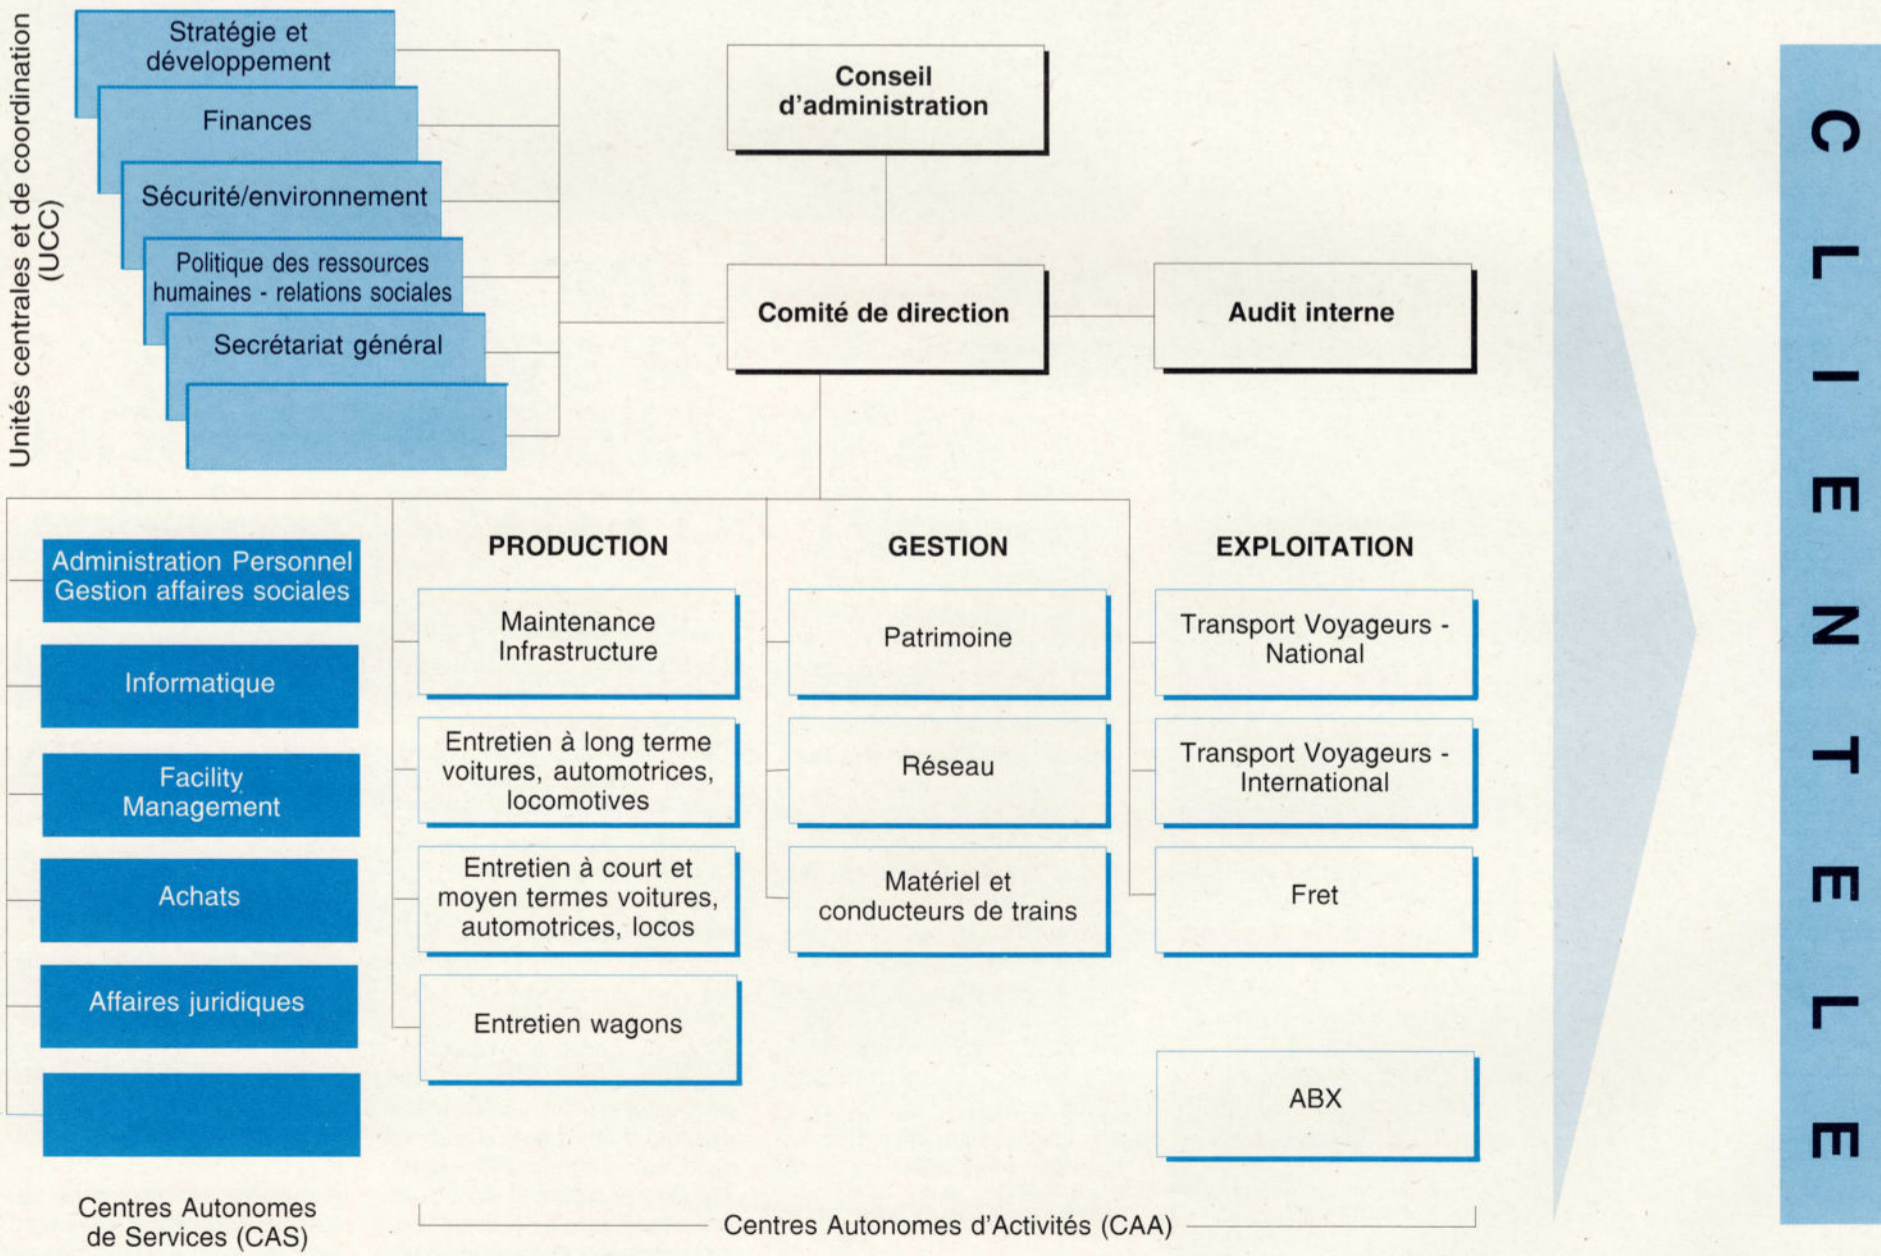 Unités centrales et de coordination
(UCC)
Stratégie et
développement
Finances
Sécurité/environnement
Politique des ressources
humaines - relations sociales
Secrétariat général
Conseil
d'administration
Comité de direction
Audit interne
Administration Personnel
Gestion affaires sociales
Informatique
Facility
Management
Achats
Affaires juridiques
Centres Autonomes
de Services (CAS)
PRODUCTION
Maintenance
Infrastructure
Entretien à long terme
voitures, automotrices,
locomotives
Entretien à court et
moyen termes voitures,
automotrices, locos
Entretien wagons
GESTION
Patrimoine
Réseau
Matériel et
conducteurs de trains
EXPLOITATION
Transport Voyageurs -
National
Transport Voyageurs -
International
Fret
ABX
Centres Autonomes d'Activités (CAA)
CLIENTELE